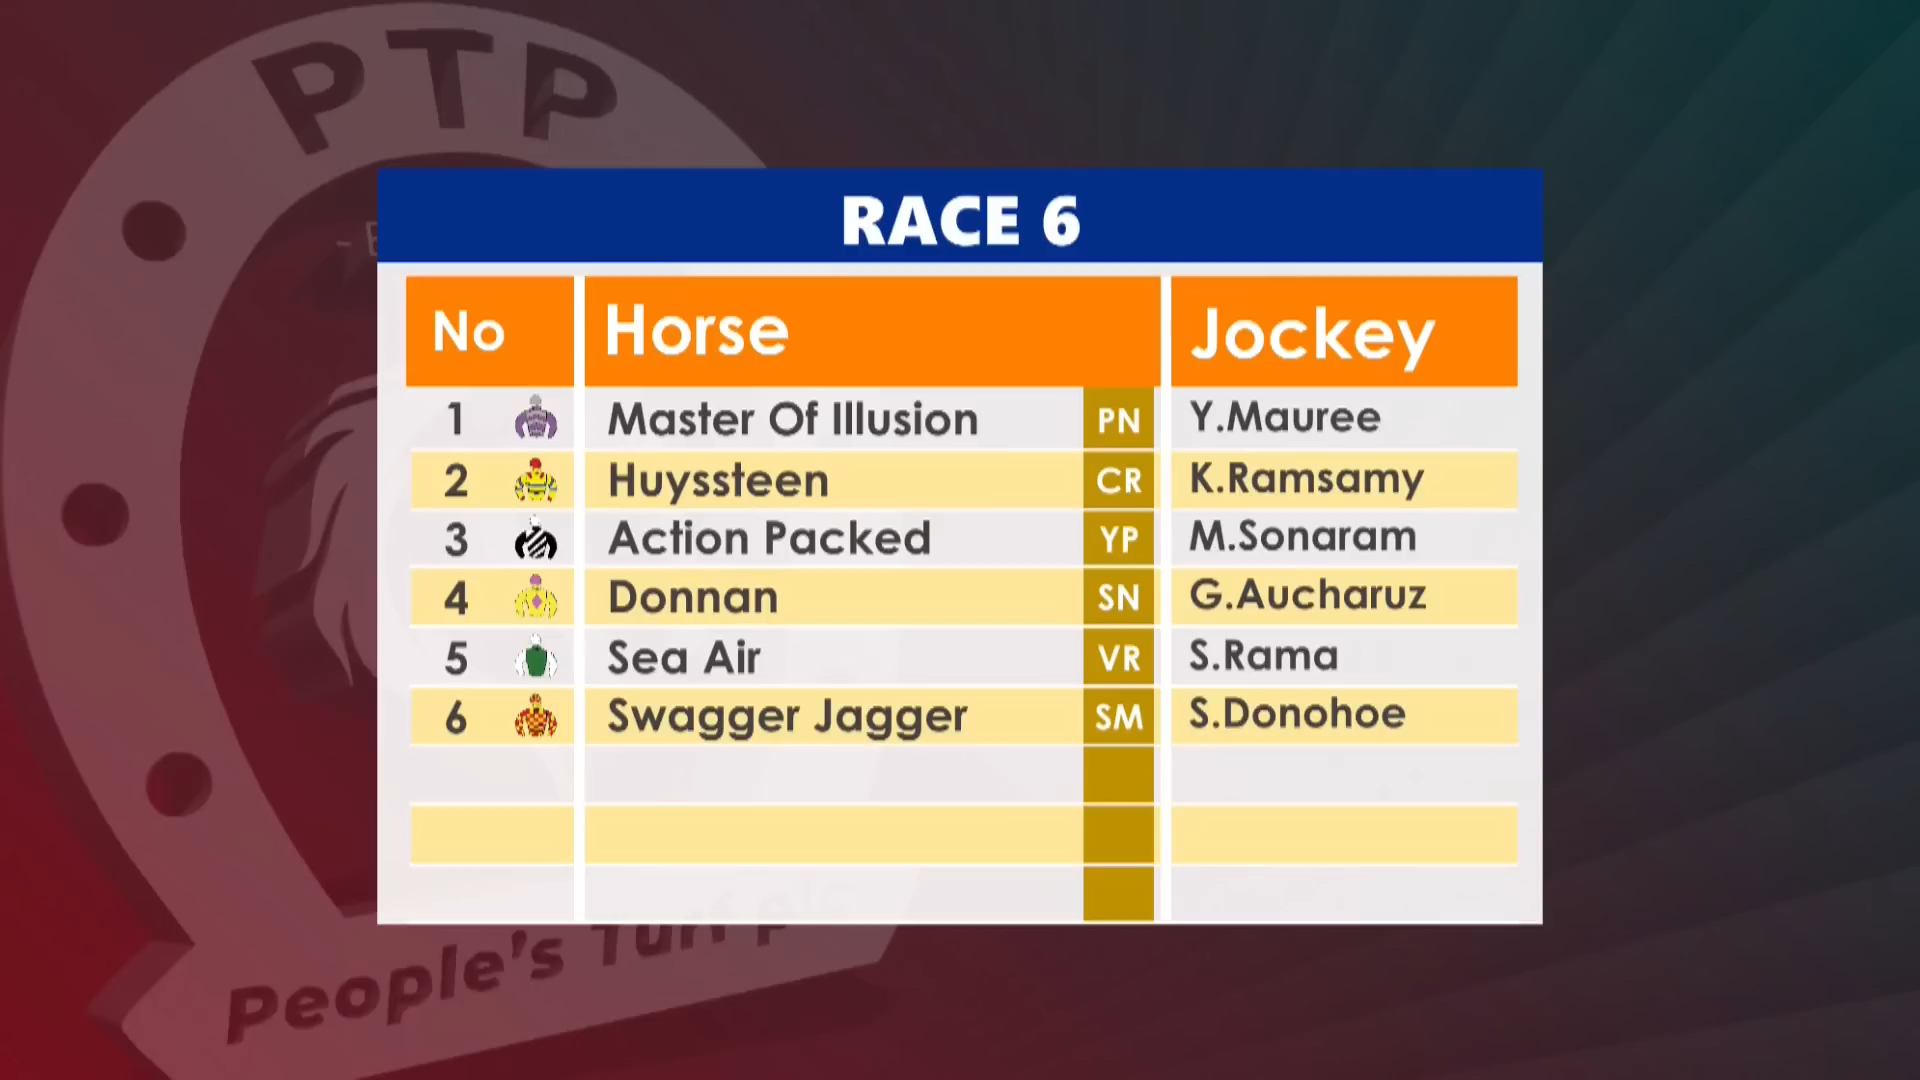 PTP
RACE 6
No Horse Jockey
1 Master Of Illusion PN Y.Mauree
2 Huyssteen CR K.Ramsamy
3 Action Packed YP M.Sonaram
4 Donnan SN G.Aucharuz
5 Sea Air VR S.Rama
6 Swagger Jagger SM S.Donohoe
People's Turf plc